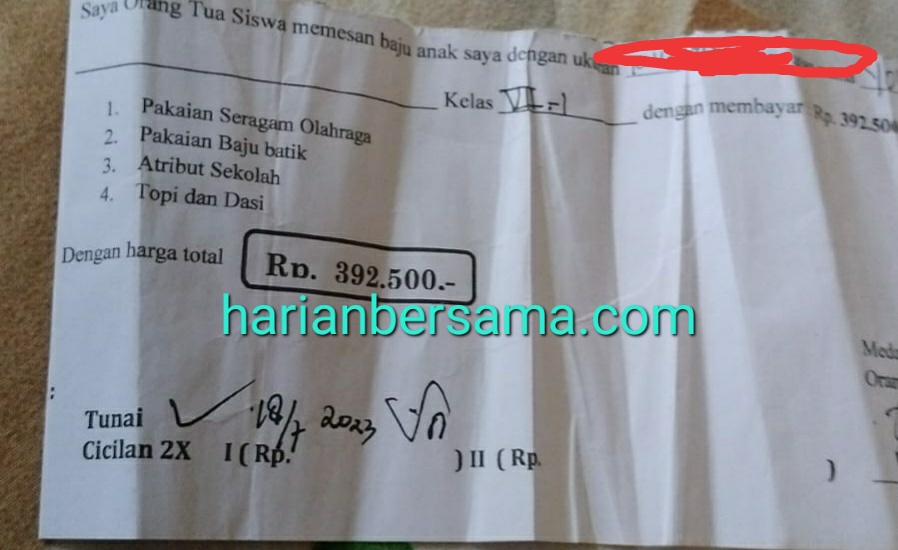 Saya Orang Tua Siswa memesan baju anak saya dengan ukuran
Kelas VII-1 dengan membayar Rp. 392.500
1. Pakaian Seragam Olahraga
2. Pakaian Baju batik
3. Atribut Sekolah
4. Topi dan Dasi
Dengan harga total Rp. 392.500.-
harianbersama.com
Meda
Oran
:
Tunai ✓ 18/7 2023
Cicilan 2X I ( Rp. ) II ( Rp. )